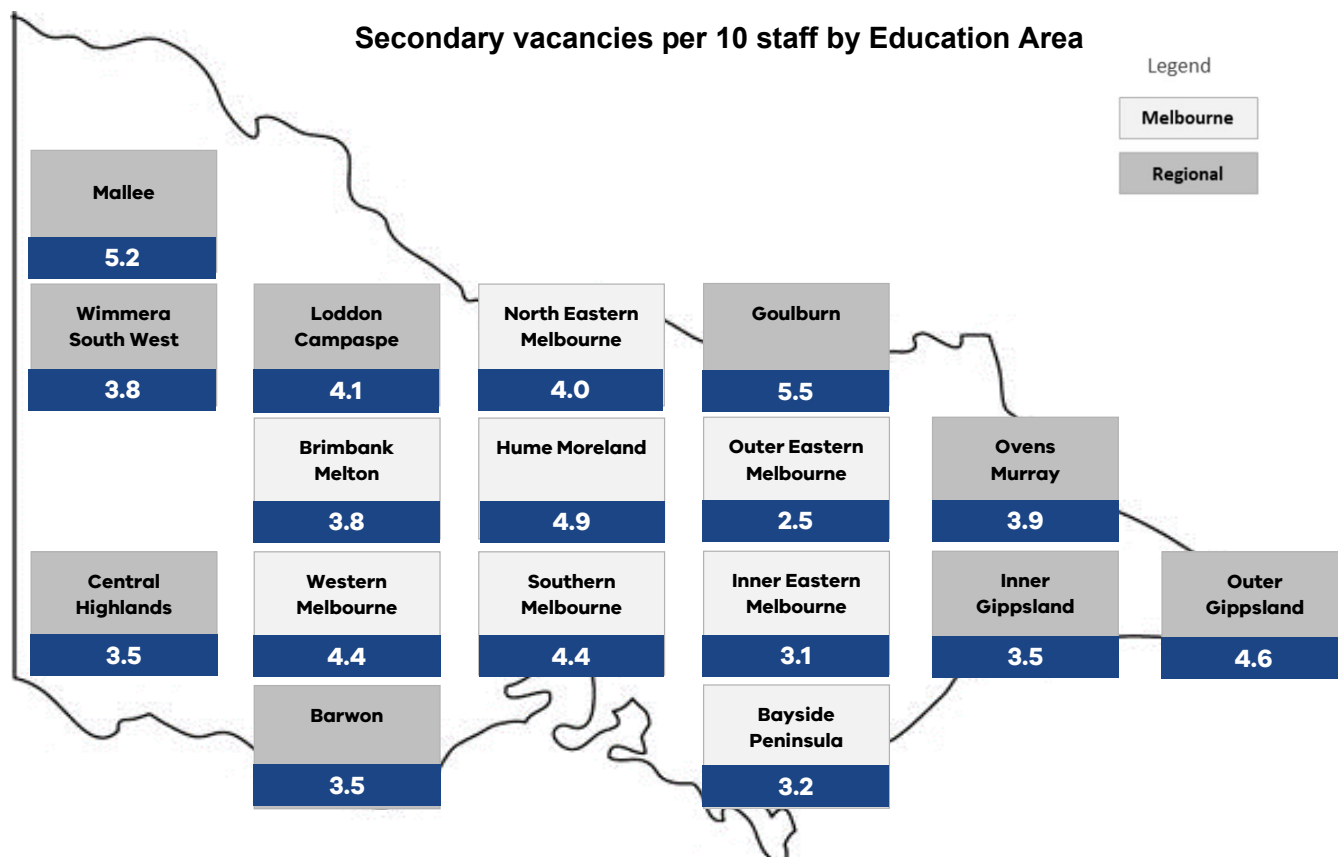 Secondary vacancies per 10 staff by Education Area
Legend
Melbourne
Regional
Mallee
5.2
Wimmera
South West
3.8
Loddon
Campaspe
4.1
North Eastern
Melbourne
4.0
Goulburn
5.5
Brimbank
Melton
3.8
Hume Moreland
4.9
Outer Eastern
Melbourne
2.5
Ovens
Murray
3.9
Central
Highlands
3.5
Western
Melbourne
4.4
Southern
Melbourne
4.4
Inner Eastern
Melbourne
3.1
Inner
Gippsland
3.5
Outer
Gippsland
4.6
Barwon
3.5
Bayside
Peninsula
3.2